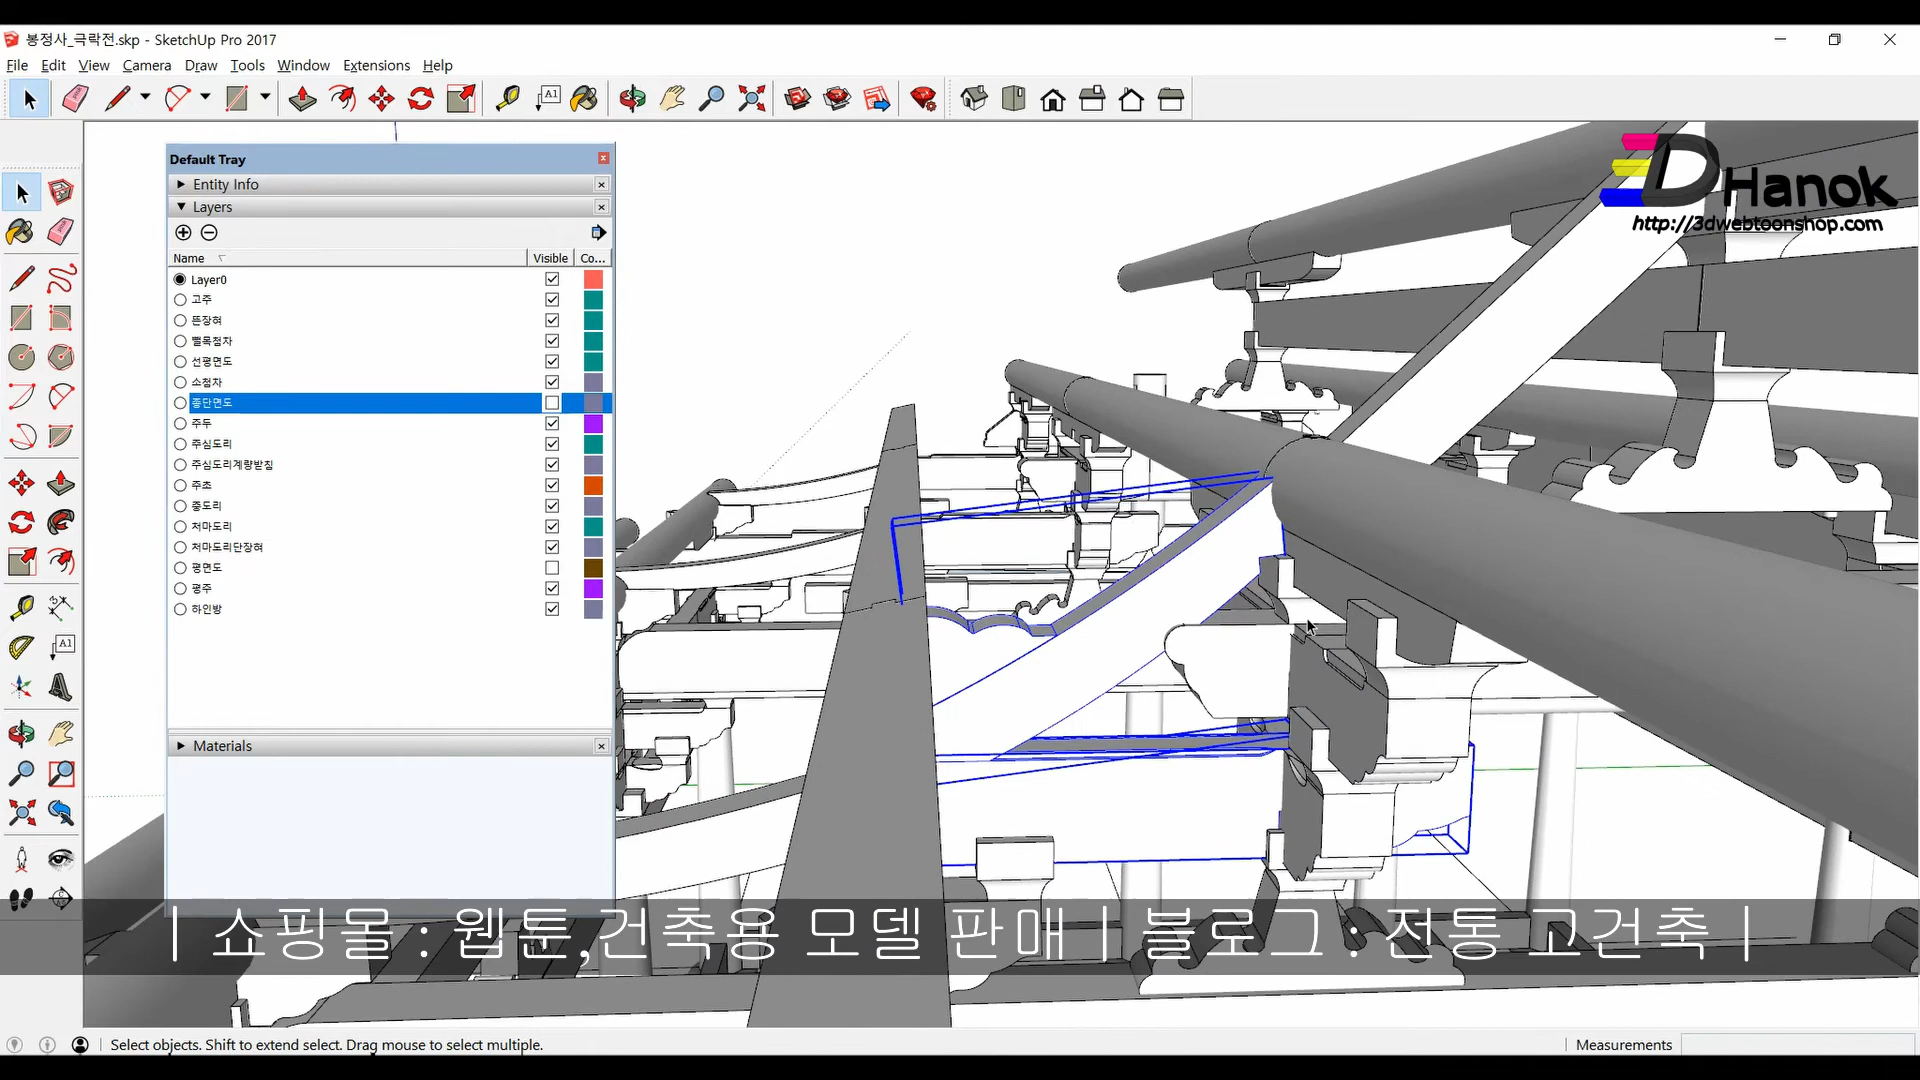 봉정사_극락전.skp - SketchUp Pro 2017
File Edit View Camera Draw Tools Window Extensions Help
A1
Default Tray
Entity Info
Layers
Name Visible Co...
Layer0
고주
뜬장혀
뻘목첨차
선평면도
소첨차
종단면도
주두
주심도리
주심도리계량받침
주초
중도리
처마도리
처마도리단장혀
평면도
평주
하인방
Materials
A1
3D Hanok
http://3dwebtoonshop.com
| 쇼핑몰 : 웹툰,건축용 모델 판매 | 블로그 : 전통 고건축 |
Select objects. Shift to extend select. Drag mouse to select multiple.
Measurements